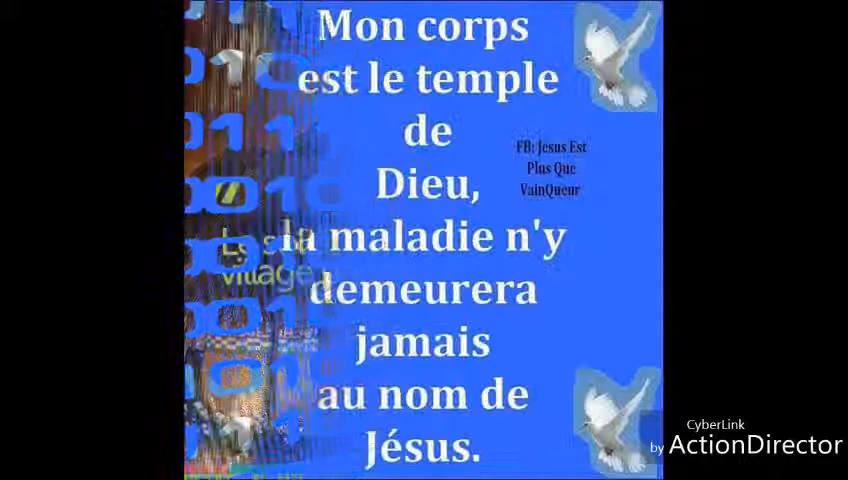 Mon corps
est le temple
de
Dieu,
la maladie n'y
demeurera
jamais
au nom de
Jésus.
FB: Jesus Est
Plus Que
VainQueur
village
CyberLink
by ActionDirector